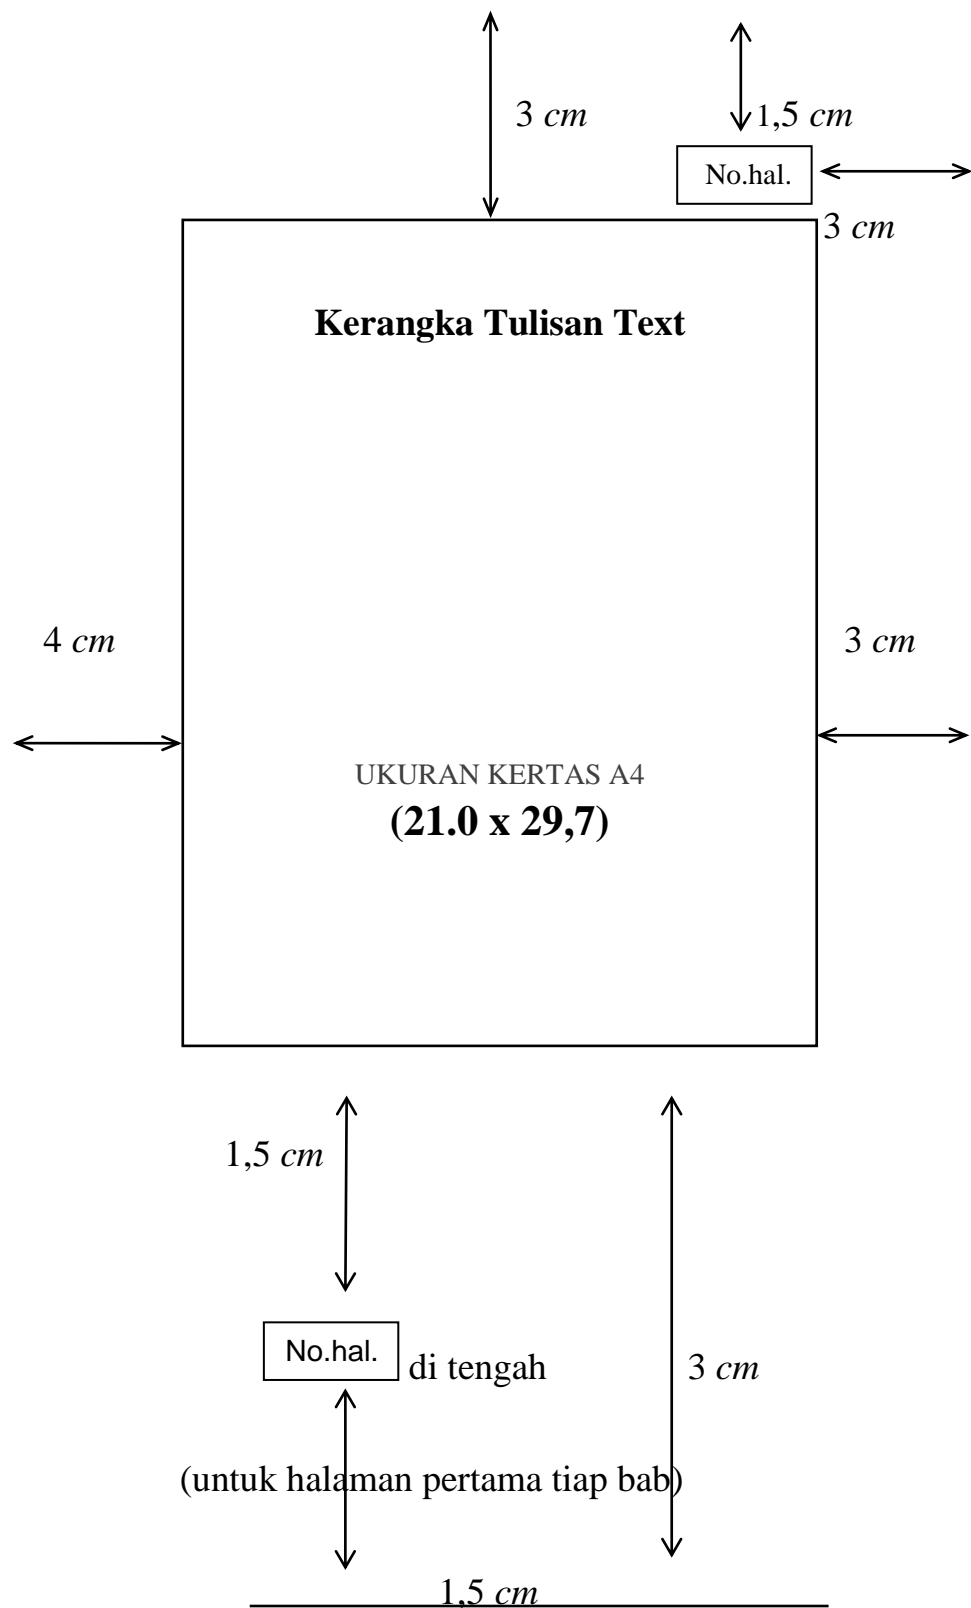 3 cm
1,5 cm
No.hal.
3 cm
Kerangka Tulisan Text
4 cm
3 cm
UKURAN KERTAS A4
(21.0 x 29,7)
1,5 cm
No.hal. di tengah
3 cm
(untuk halaman pertama tiap bab)
1,5 cm